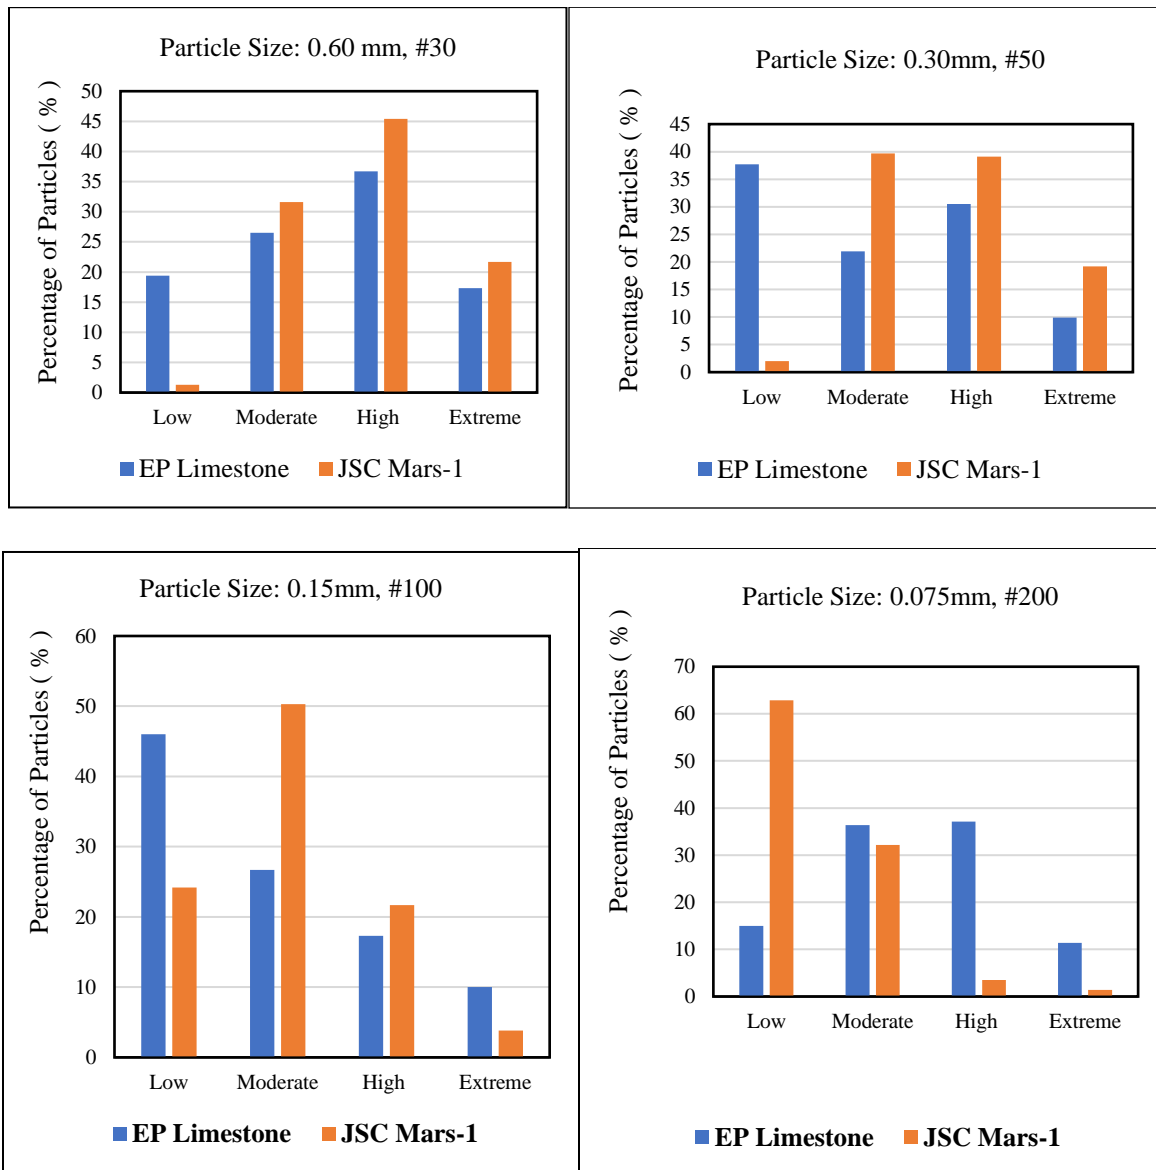 Particle Size: 0.60 mm, #30
Percentage of Particles ( % )
50
45
40
35
30
25
20
15
10
5
0
Low Moderate High Extreme
EP Limestone JSC Mars-1
Particle Size: 0.30mm, #50
Percentage of Particles ( % )
45
40
35
30
25
20
15
10
5
0
Low Moderate High Extreme
EP Limestone JSC Mars-1
Particle Size: 0.15mm, #100
Percentage of Particles ( % )
60
50
40
30
20
10
0
Low Moderate High Extreme
EP Limestone JSC Mars-1
Particle Size: 0.075mm, #200
Percentage of Particles ( % )
70
60
50
40
30
20
10
0
Low Moderate High Extreme
EP Limestone JSC Mars-1